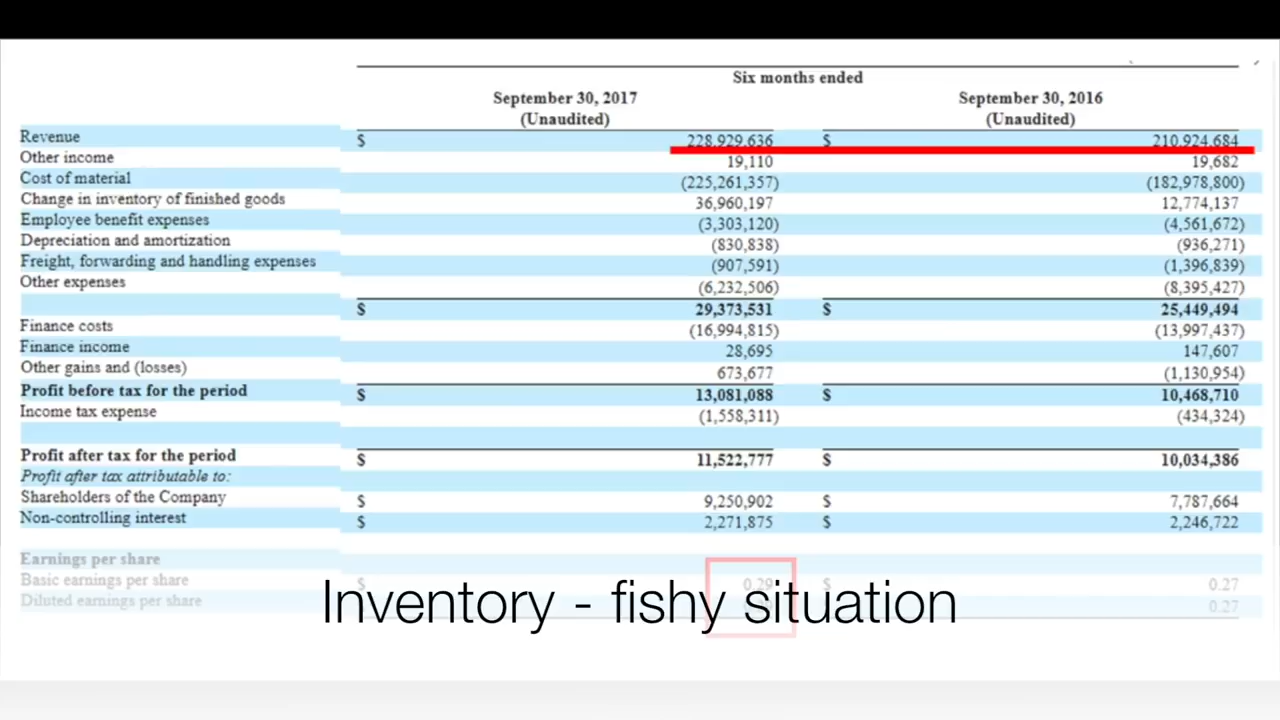 Six months ended
September 30, 2017 September 30, 2016
(Unaudited) (Unaudited)
Revenue $ 228,929,636 $ 210,924,684
Other income 19,110 19,682
Cost of material (225,261,357) (182,978,800)
Change in inventory of finished goods 36,960,197 12,774,137
Employee benefit expenses (3,303,120) (4,561,672)
Depreciation and amortization (830,838) (936,271)
Freight, forwarding and handling expenses (907,591) (1,396,839)
Other expenses (6,232,506) (8,395,427)
$ 29,373,531 $ 25,449,494
Finance costs (16,994,815) (13,997,437)
Finance income 28,695 147,607
Other gains and (losses) 673,677 (1,130,954)
Profit before tax for the period $ 13,081,088 $ 10,468,710
Income tax expense (1,558,311) (434,324)
Profit after tax for the period $ 11,522,777 $ 10,034,386
Profit after tax attributable to:
Shareholders of the Company $ 9,250,902 $ 7,787,664
Non-controlling interest $ 2,271,875 $ 2,246,722
Earnings per share
Basic earnings per share $ 0.29 $ 0.27
Diluted earnings per share 0.27
Inventory - fishy situation